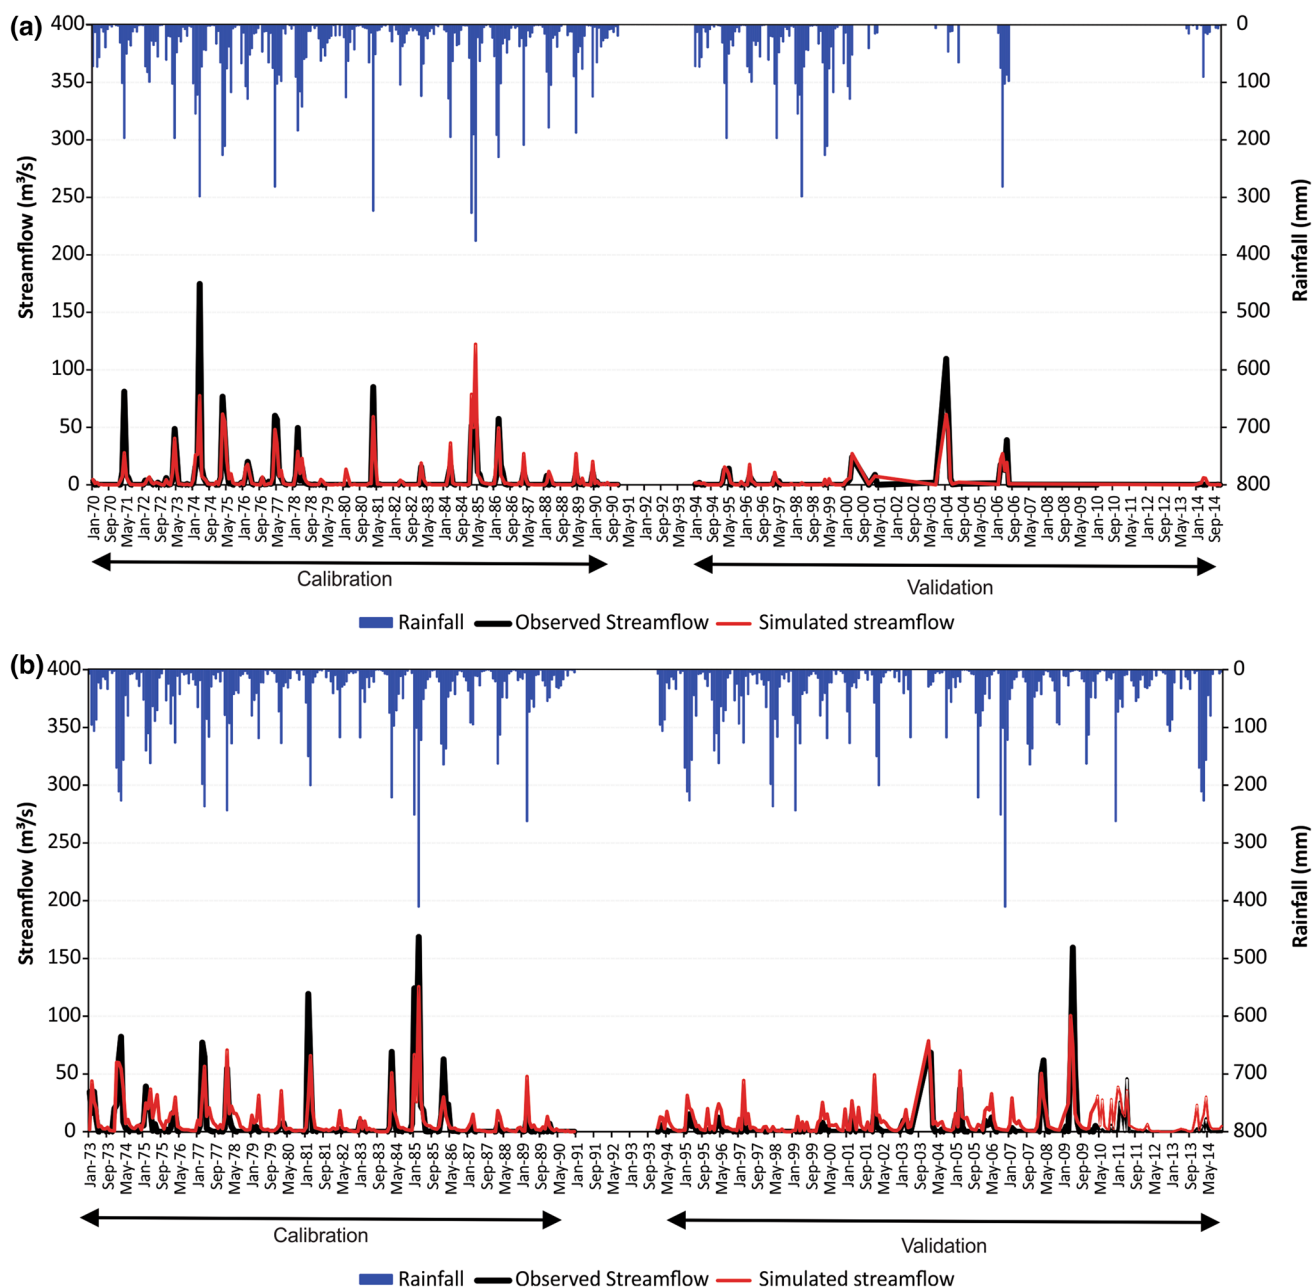 (a)
400
350
300
250
200
150
100
50
0
Streamflow (m³/s)
0
100
200
300
400
500
600
700
800
Rainfall (mm)
Jan-70 Sep-70 May-71 Jan-72 Sep-72 May-73 Jan-74 Sep-74 May-75 Jan-76 Sep-76 May-77 Jan-78 Sep-78 May-79 Jan-80 Sep-80 May-81 Jan-82 Sep-82 May-83 Jan-84 Sep-84 May-85 Jan-86 Sep-86 May-87 Jan-88 Sep-88 May-89 Jan-90 Sep-90 May-91 Jan-92 Sep-92 May-93 Jan-94 Sep-94 May-95 Jan-96 Sep-96 May-97 Jan-98 Sep-98 May-99 Jan-00 Sep-00 May-01 Jan-02 Sep-02 May-03 Jan-04 Sep-04 May-05 Jan-06 Sep-06 May-07 Jan-08 Sep-08 May-09 Jan-10 Sep-10 May-11 Jan-12 Sep-12 May-13 Jan-14 Sep-14
Calibration
Validation
Rainfall Observed Streamflow Simulated streamflow
(b)
400
350
300
250
200
150
100
50
0
Streamflow (m³/s)
0
100
200
300
400
500
600
700
800
Rainfall (mm)
Jan-73 Sep-73 May-74 Jan-75 Sep-75 May-76 Jan-77 Sep-77 May-78 Jan-79 Sep-79 May-80 Jan-81 Sep-81 May-82 Jan-83 Sep-83 May-84 Jan-85 Sep-85 May-86 Jan-87 Sep-87 May-88 Jan-89 Sep-89 May-90 Jan-91 Sep-91 May-92 Jan-93 Sep-93 May-94 Jan-95 Sep-95 May-96 Jan-97 Sep-97 May-98 Jan-99 Sep-99 May-00 Jan-01 Sep-01 May-02 Jan-03 Sep-03 May-04 Jan-05 Sep-05 May-06 Jan-07 Sep-07 May-08 Jan-09 Sep-09 May-10 Jan-11 Sep-11 May-12 Jan-13 Sep-13 May-14
Calibration
Validation
Rainfall Observed Streamflow Simulated streamflow